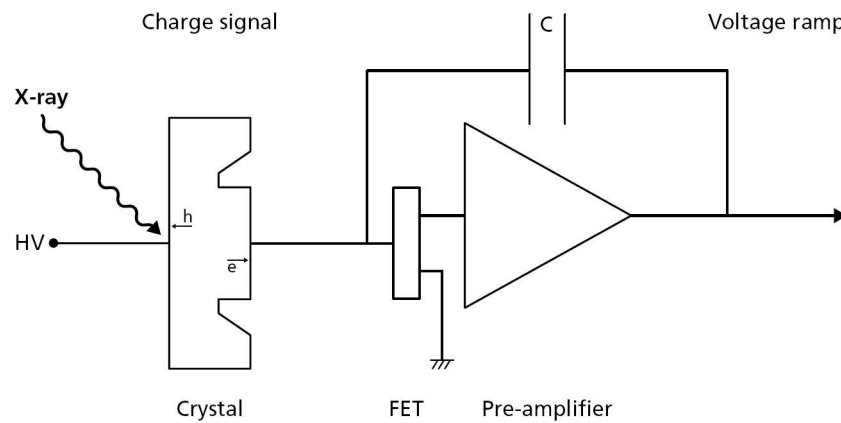 Charge signal
C
Voltage ramp
X-ray
h
HV
e
Crystal
FET
Pre-amplifier